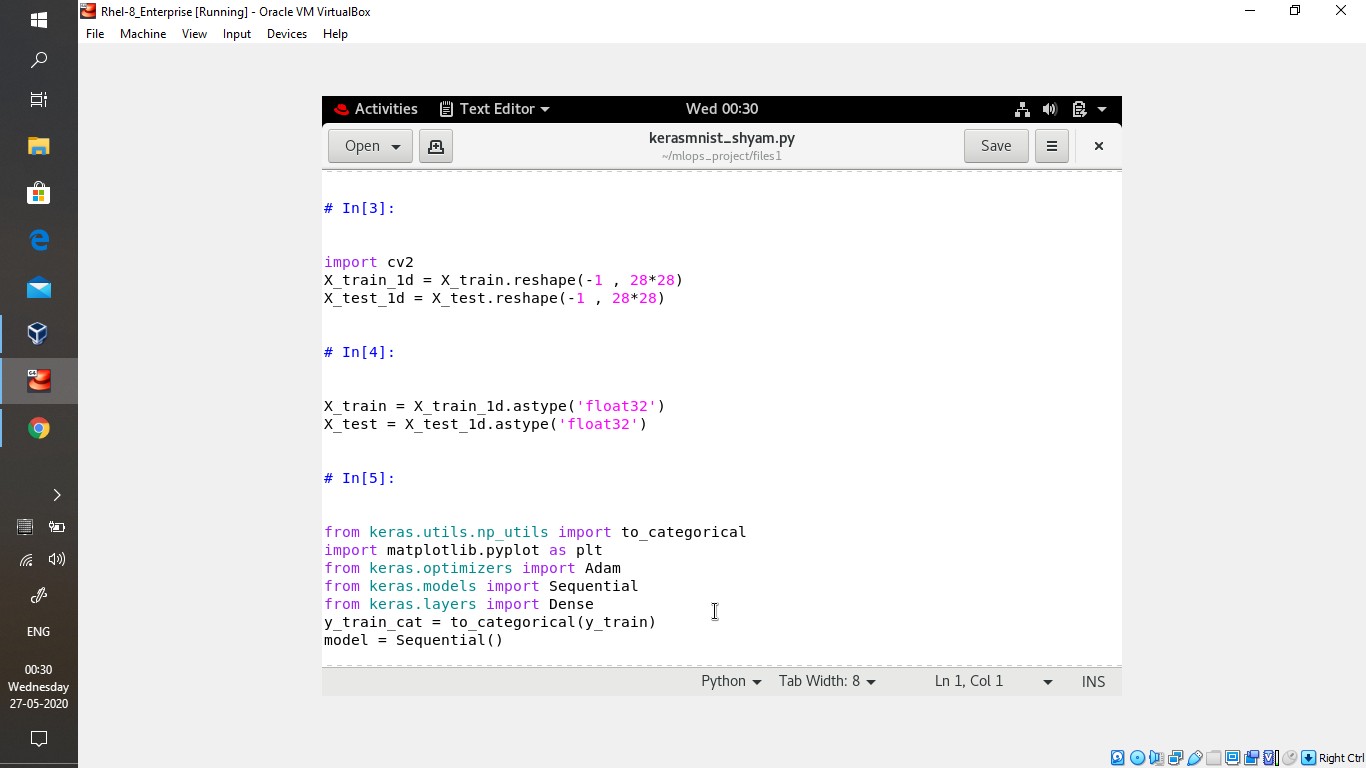 Rhel-8_Enterprise [Running] - Oracle VM VirtualBox
File Machine View Input Devices Help
Activities Text Editor Wed 00:30
Open kerasmnist_shyam.py Save
~/mlops_project/files1
# In[3]:
import cv2
X_train_1d = X_train.reshape(-1 , 28*28)
X_test_1d = X_test.reshape(-1 , 28*28)
# In[4]:
X_train = X_train_1d.astype('float32')
X_test = X_test_1d.astype('float32')
# In[5]:
from keras.utils.np_utils import to_categorical
import matplotlib.pyplot as plt
from keras.optimizers import Adam
from keras.models import Sequential
from keras.layers import Dense
y_train_cat = to_categorical(y_train)
model = Sequential()
Python Tab Width: 8 Ln 1, Col 1 INS
64
ENG
00:30
Wednesday
27-05-2020
Right Ctrl